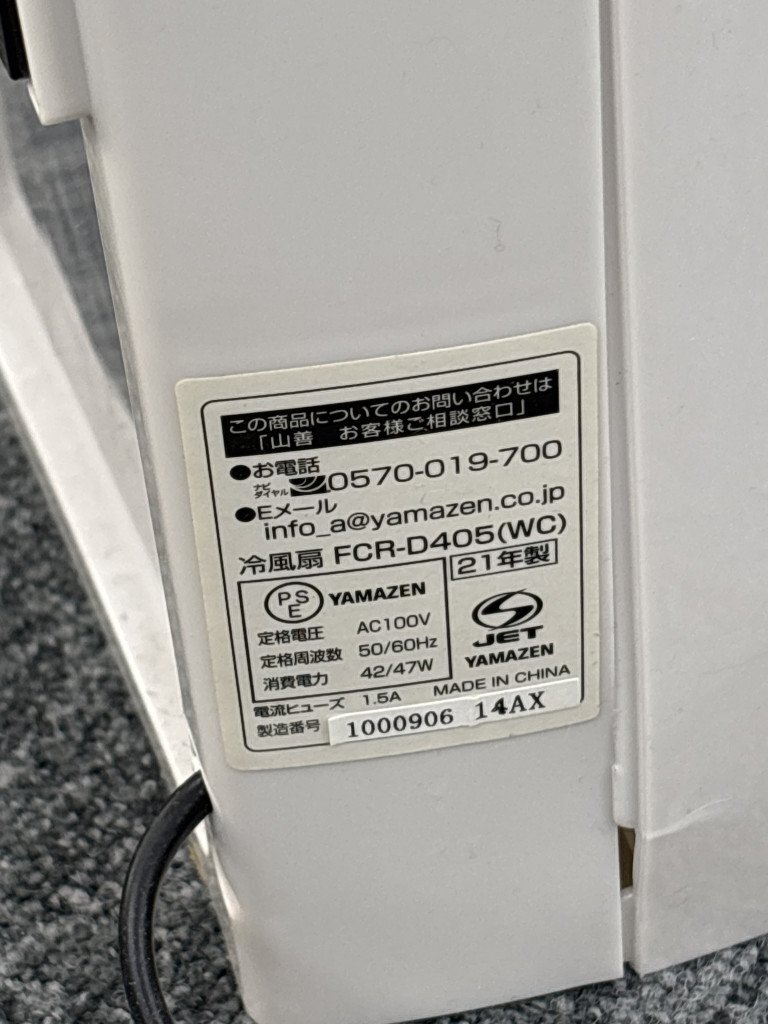 この商品についてのお問い合わせは
「山善 お客様ご相談窓口」
●お電話
ナビダイヤル 0570-019-700
●Eメール
info_a@yamazen.co.jp
冷風扇 FCR-D405(WC)
21年製
PSE YAMAZEN
定格電圧 AC100V
定格周波数 50/60Hz
消費電力 42/47W
JET
YAMAZEN
電流ヒューズ 1.5A MADE IN CHINA
製造番号 1000906 14AX